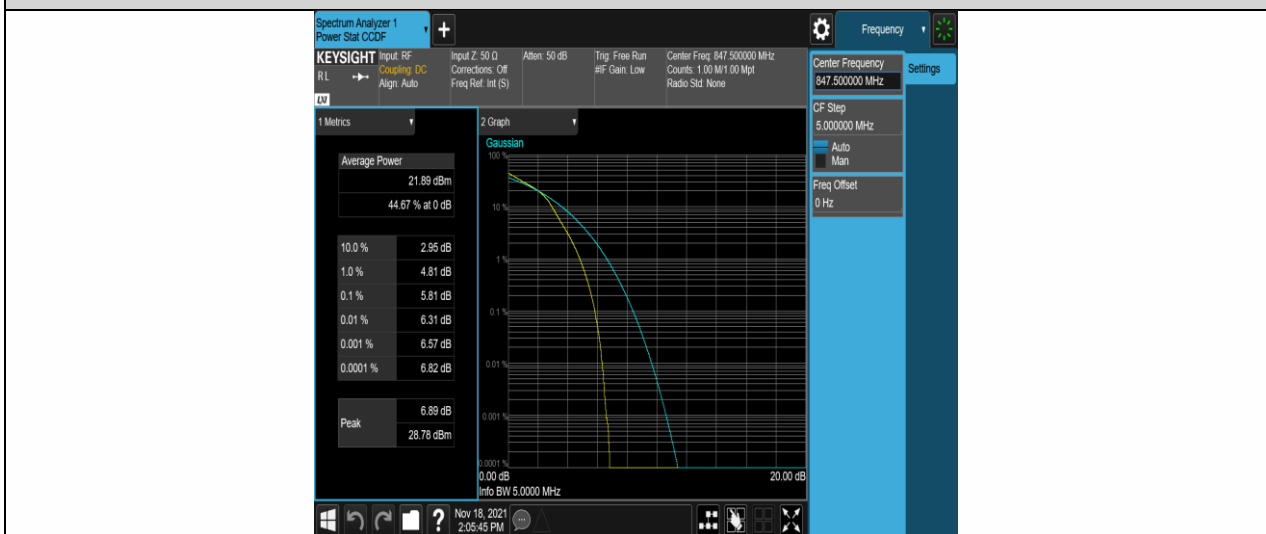 Spectrum Analyzer 1
Power Stat CCDF
+
Frequency
KEYSIGHT
RL
LXI
Input: RF
Coupling: DC
Align: Auto
Input Z: 50 Ω
Corrections: Off
Freq Ref: Int (S)
Atten: 50 dB
Trig: Free Run
#IF Gain: Low
Center Freq: 847.500000 MHz
Counts: 1.00 M/1.00 Mpt
Radio Std: None
Center Frequency
847.500000 MHz
Settings
CF Step
5.000000 MHz
Auto
Man
Freq Offset
0 Hz
1 Metrics
Average Power
21.89 dBm
44.67 % at 0 dB
10.0 % 2.95 dB
1.0 % 4.81 dB
0.1 % 5.81 dB
0.01 % 6.31 dB
0.001 % 6.57 dB
0.0001 % 6.82 dB
Peak 6.89 dB
28.78 dBm
2 Graph
Gaussian
100 %
10 %
1 %
0.1 %
0.01 %
0.001 %
0.0001 %
0.00 dB 20.00 dB
Info BW 5.0000 MHz
?
Nov 18, 2021
2:05:45 PM